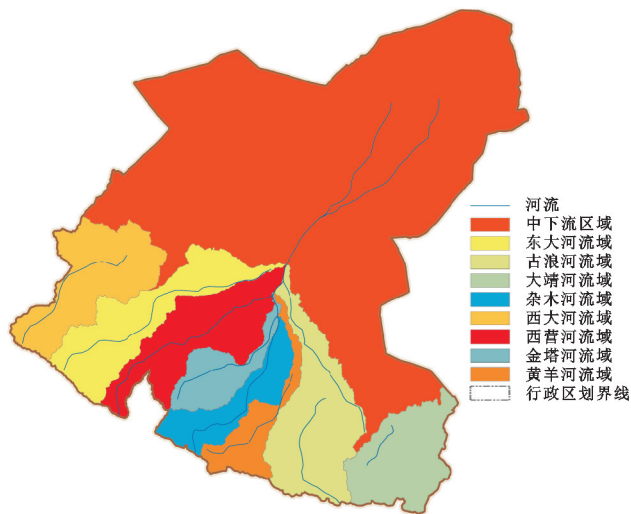 河流
中下流区域
东大河流域
古浪河流域
大靖河流域
杂木河流域
西大河流域
西营河流域
金塔河流域
黄羊河流域
行政区划界线